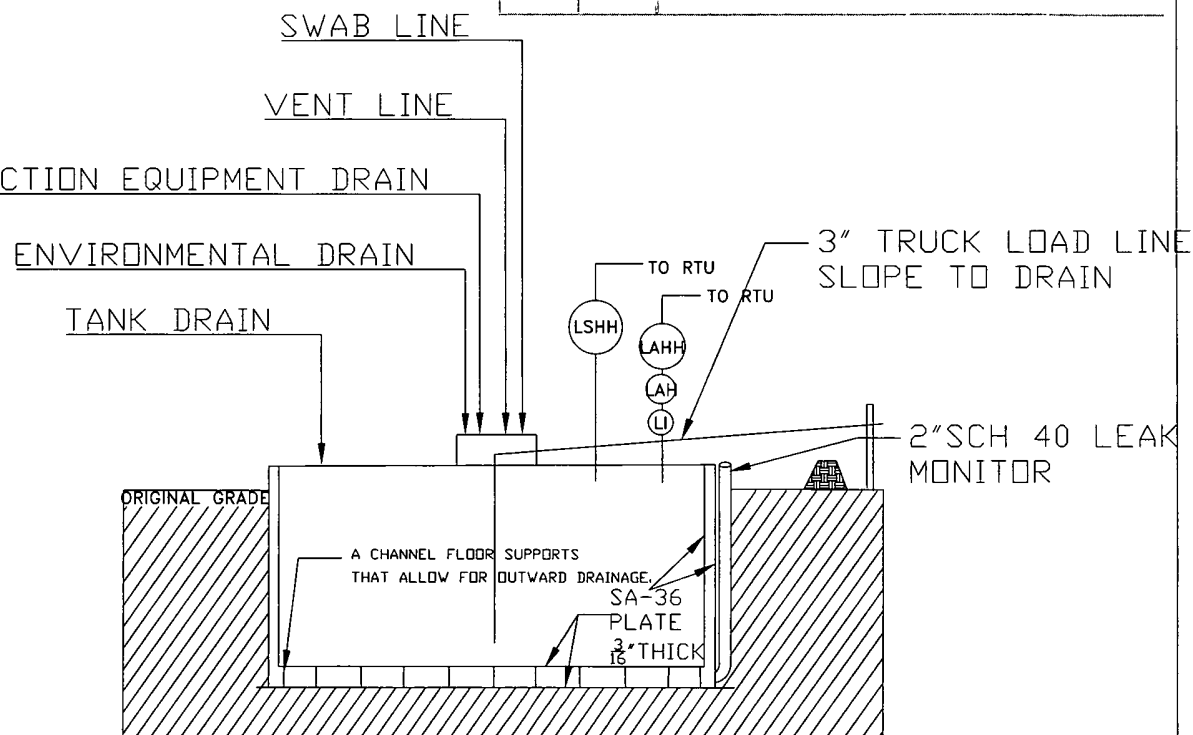 SWAB LINE
VENT LINE
CTION EQUIPMENT DRAIN
ENVIRONMENTAL DRAIN
TANK DRAIN
TO RTU
TO RTU
LSHH
LAHH
LAH
LI
3" TRUCK LOAD LINE
SLOPE TO DRAIN
2"SCH 40 LEAK
MONITOR
ORIGINAL GRADE
A CHANNEL FLOOR SUPPORTS
THAT ALLOW FOR OUTWARD DRAINAGE.
SA-36
PLATE
3/16" THICK